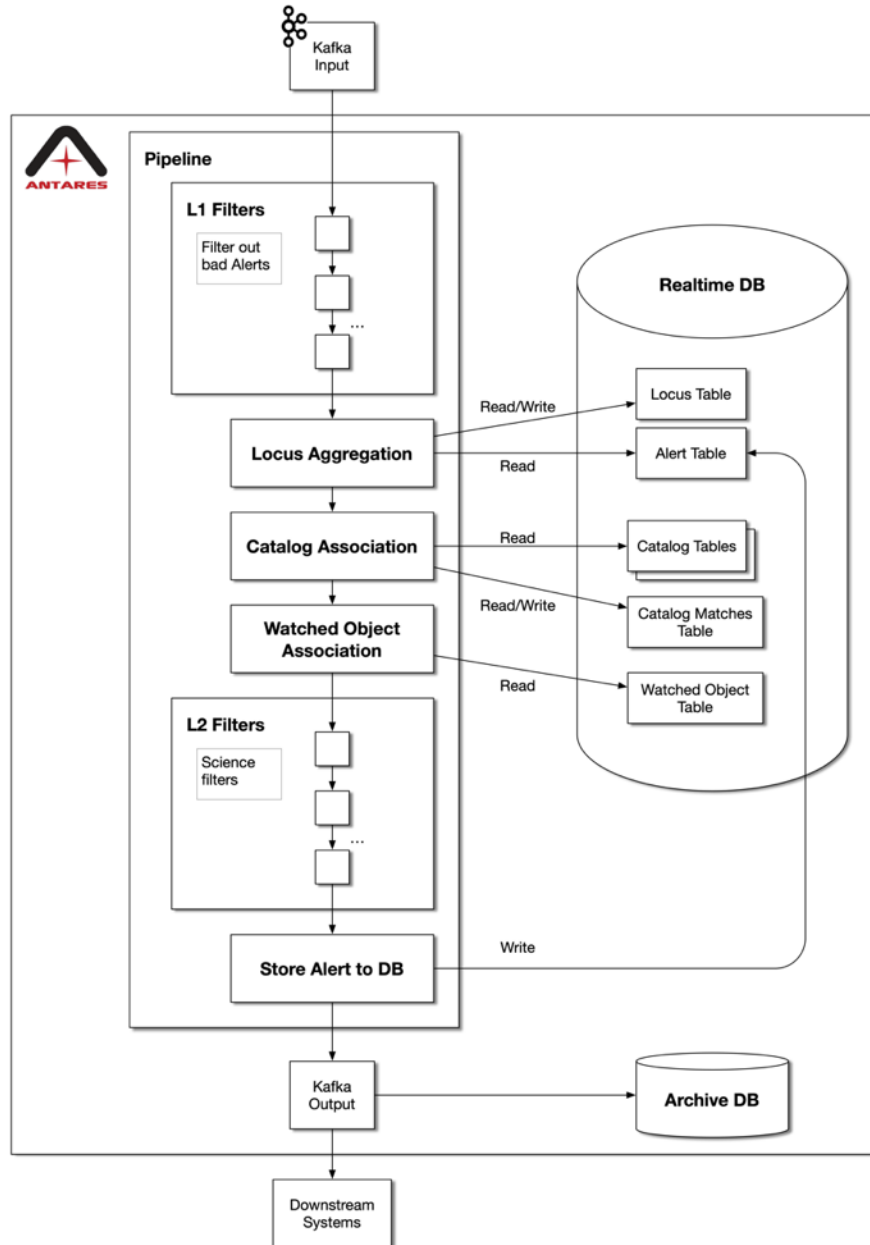 Kafka
Input
ANTARES
Pipeline
L1 Filters
Filter out
bad Alerts
...
Realtime DB
Locus Table
Read/Write
Locus Aggregation
Alert Table
Read
Catalog Association
Read
Catalog Tables
Read/Write
Catalog Matches
Table
Watched Object
Association
Read
Watched Object
Table
L2 Filters
Science
filters
...
Store Alert to DB
Write
Kafka
Output
Archive DB
Downstream
Systems